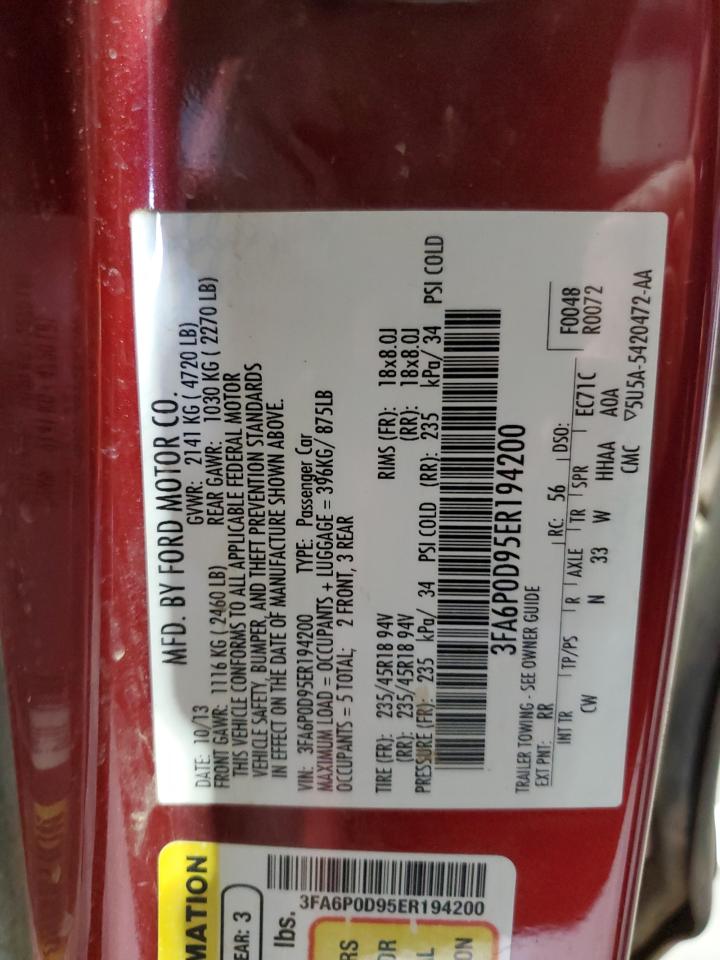 MFD. BY FORD MOTOR CO.
DATE: 10/13 GVWR: 2141 KG ( 4720 LB)
FRONT GAWR: 1116 KG ( 2460 LB) REAR GAWR: 1030 KG ( 2270 LB)
THIS VEHICLE CONFORMS TO ALL APPLICABLE FEDERAL MOTOR
VEHICLE SAFETY, BUMPER, AND THEFT PREVENTION STANDARDS
IN EFFECT ON THE DATE OF MANUFACTURE SHOWN ABOVE.
VIN: 3FA6P0D95ER194200 TYPE: Passenger Car
MAXIMUM LOAD = OCCUPANTS + LUGGAGE = 396KG/ 875LB
OCCUPANTS = 5 TOTAL; 2 FRONT, 3 REAR
TIRE (FR): 235/45R18 94V RIMS (FR): 18x8.0J
(RR): 235/45R18 94V (RR): 18x8.0J
PRESSURE (FR): 235 kPa/ 34 PSI COLD (RR): 235 kPa/ 34 PSI COLD
3FA6P0D95ER194200
TRAILER TOWING - SEE OWNER GUIDE
EXT PNT: RR RC: 56 DSO: F0048
R0072
INT TR TP/PS R AXLE TR SPR EC71C
CW N 33 W HHAA A0A
CMC ▽5U5A-5420472-AA
MATION
EAR: 3
lbs.
3FA6P0D95ER194200
RS
OR
L
ON